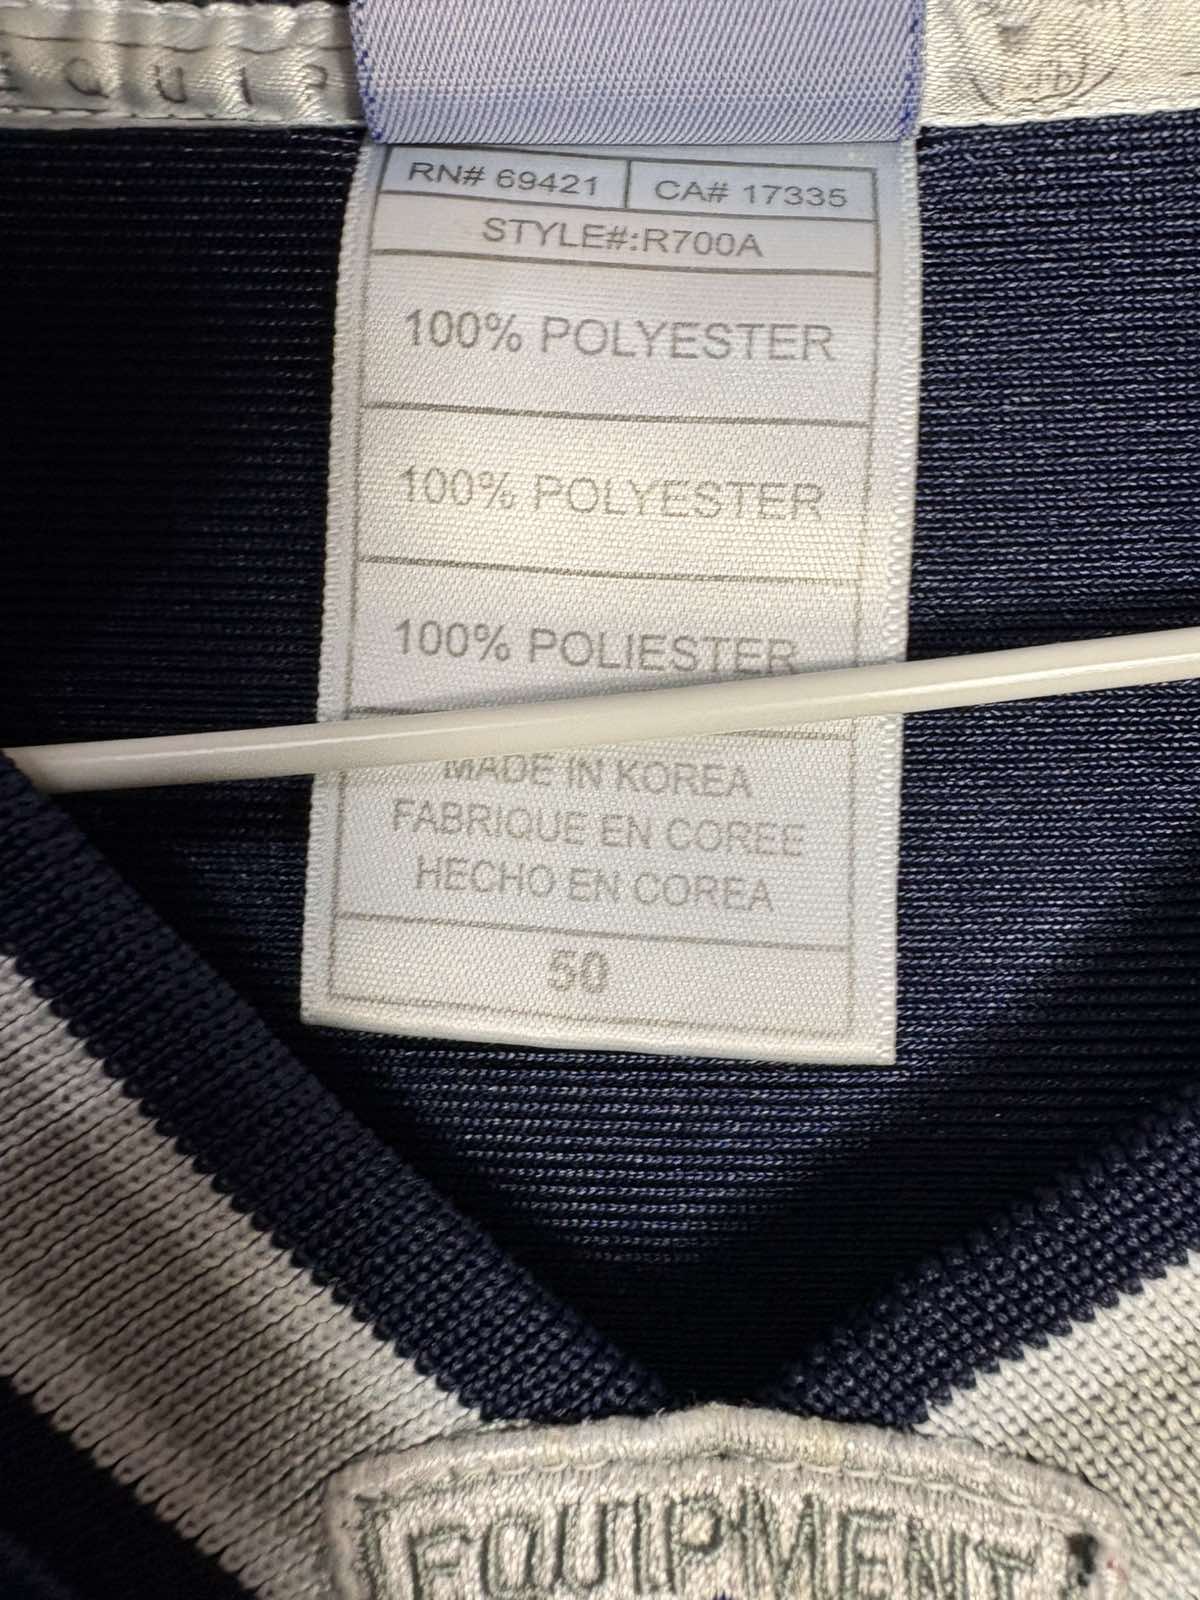 EQUIP
RN# 69421 CA# 17335
STYLE#:R700A
100% POLYESTER
100% POLYESTER
100% POLIESTER
MADE IN KOREA
FABRIQUE EN COREE
HECHO EN COREA
50
EQUIPMENT